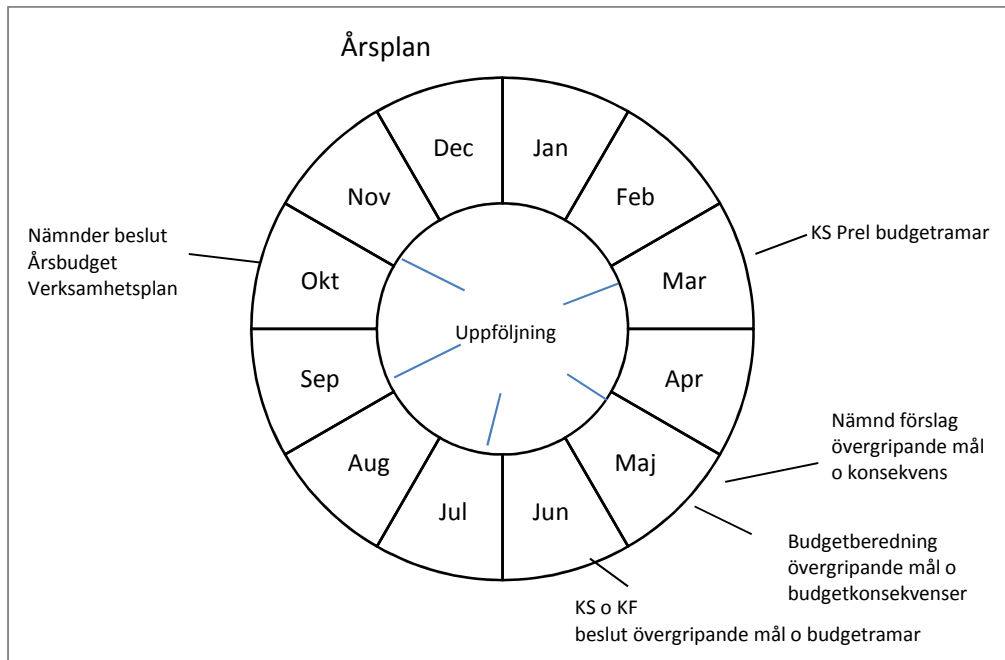 Årsplan
Jan
Feb
Mar
Apr
Maj
Jun
Jul
Aug
Sep
Okt
Nov
Dec
Uppföljning
KS Prel budgetramar
Nämnd förslag
övergripande mål
o konsekvens
Budgetberedning
övergripande mål o
budgetkonsekvenser
KS o KF
beslut övergripande mål o budgetramar
Nämnder beslut
Årsbudget
Verksamhetsplan